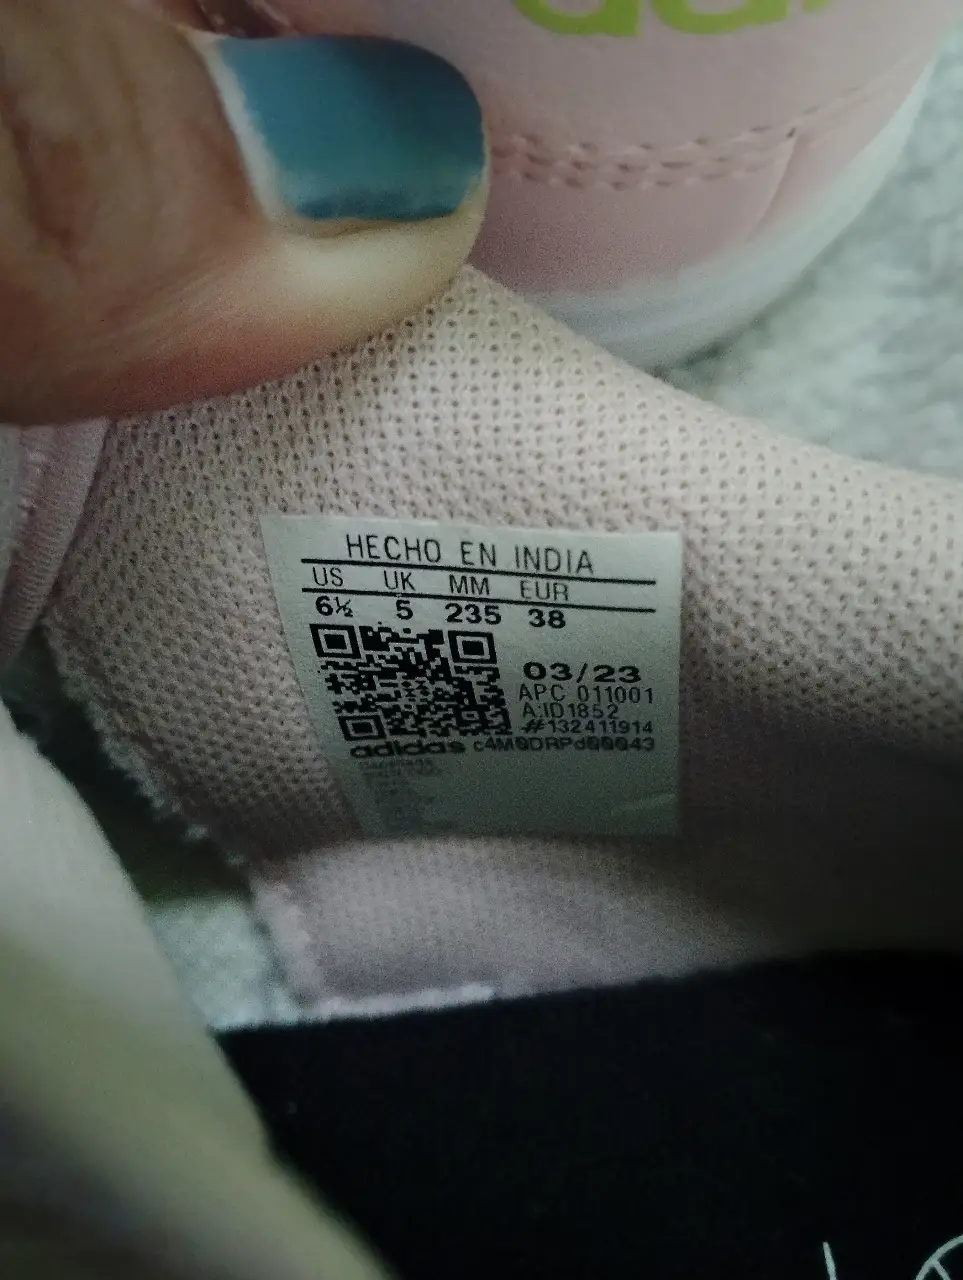 HECHO EN INDIA
US UK MM EUR
6½ 5 235 38
03/23
APC 011001
A:ID1852
#132411914
adidas c4M0DRPd00043